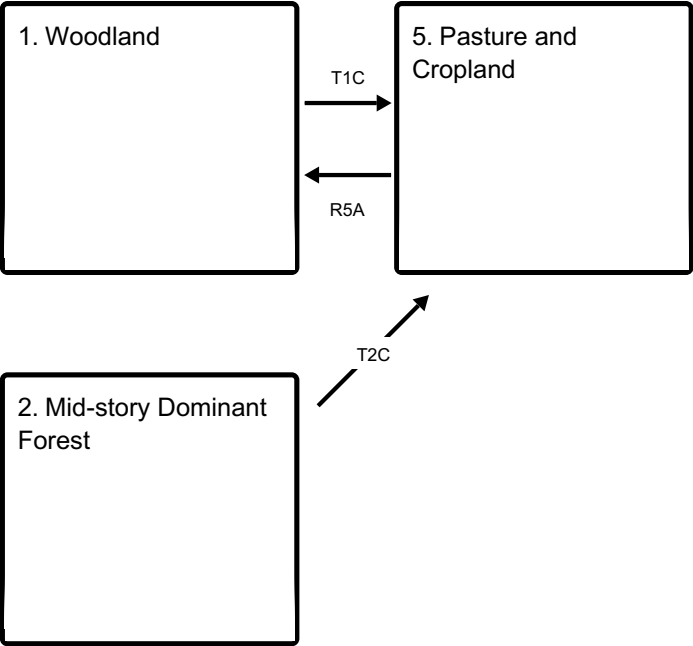 1. Woodland
5. Pasture and
Cropland
T1C
R5A
T2C
2. Mid-story Dominant
Forest